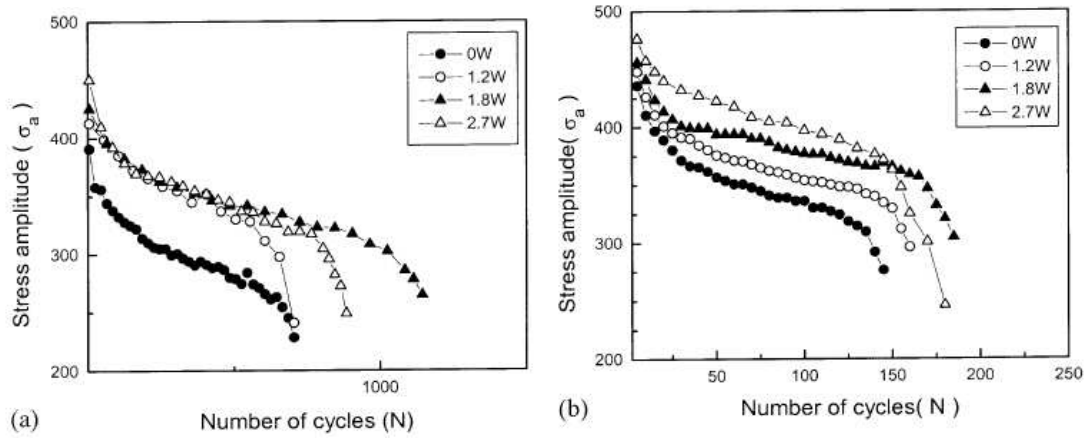 500
400
300
200
Stress amplitude ( σa )
0W
1.2W
1.8W
2.7W
1000
Number of cycles (N)
(a)
500
400
300
200
Stress amplitude( σa )
0W
1.2W
1.8W
2.7W
50 100 150 200 250
Number of cycles( N )
(b)